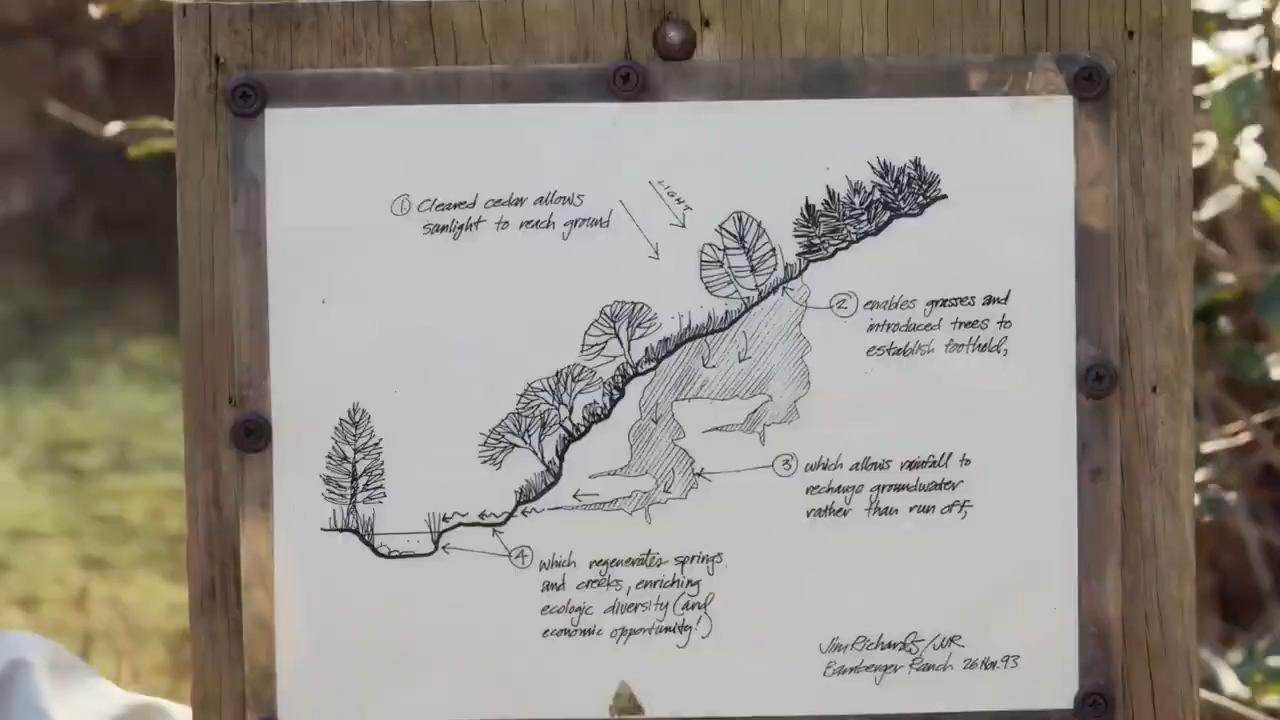 ① Cleared cedar allows
sunlight to reach ground
LIGHT
② enables grasses and
introduced trees to
establish foothold,
③ which allows rainfall to
recharge groundwater
rather than run off,
④ which regenerates springs
and creeks, enriching
ecologic diversity (and
economic opportunity!)
Jim Richards/JJR
Bamberger Ranch 26 Nov. 93